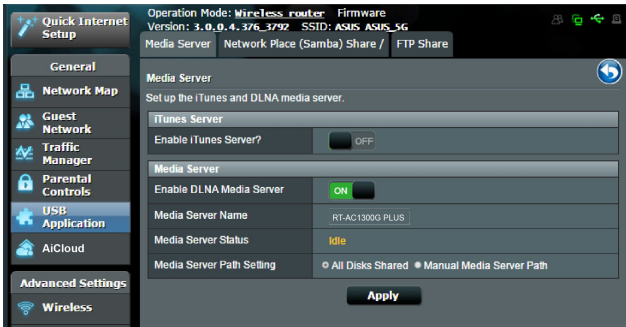 Quick Internet
Setup
General
Network Map
Guest
Network
Traffic
Manager
Parental
Controls
USB
Application
AiCloud
Advanced Settings
Wireless
Operation Mode: Wireless router Firmware
Version: 3.0.0.4.376_3792 SSID: ASUS ASUS_5G
Media Server Network Place (Samba) Share / FTP Share
Media Server
Set up the iTunes and DLNA media server.
iTunes Server
Enable iTunes Server? OFF
Media Server
Enable DLNA Media Server ON
Media Server Name RT-AC1300G PLUS
Media Server Status Idle
Media Server Path Setting All Disks Shared Manual Media Server Path
Apply